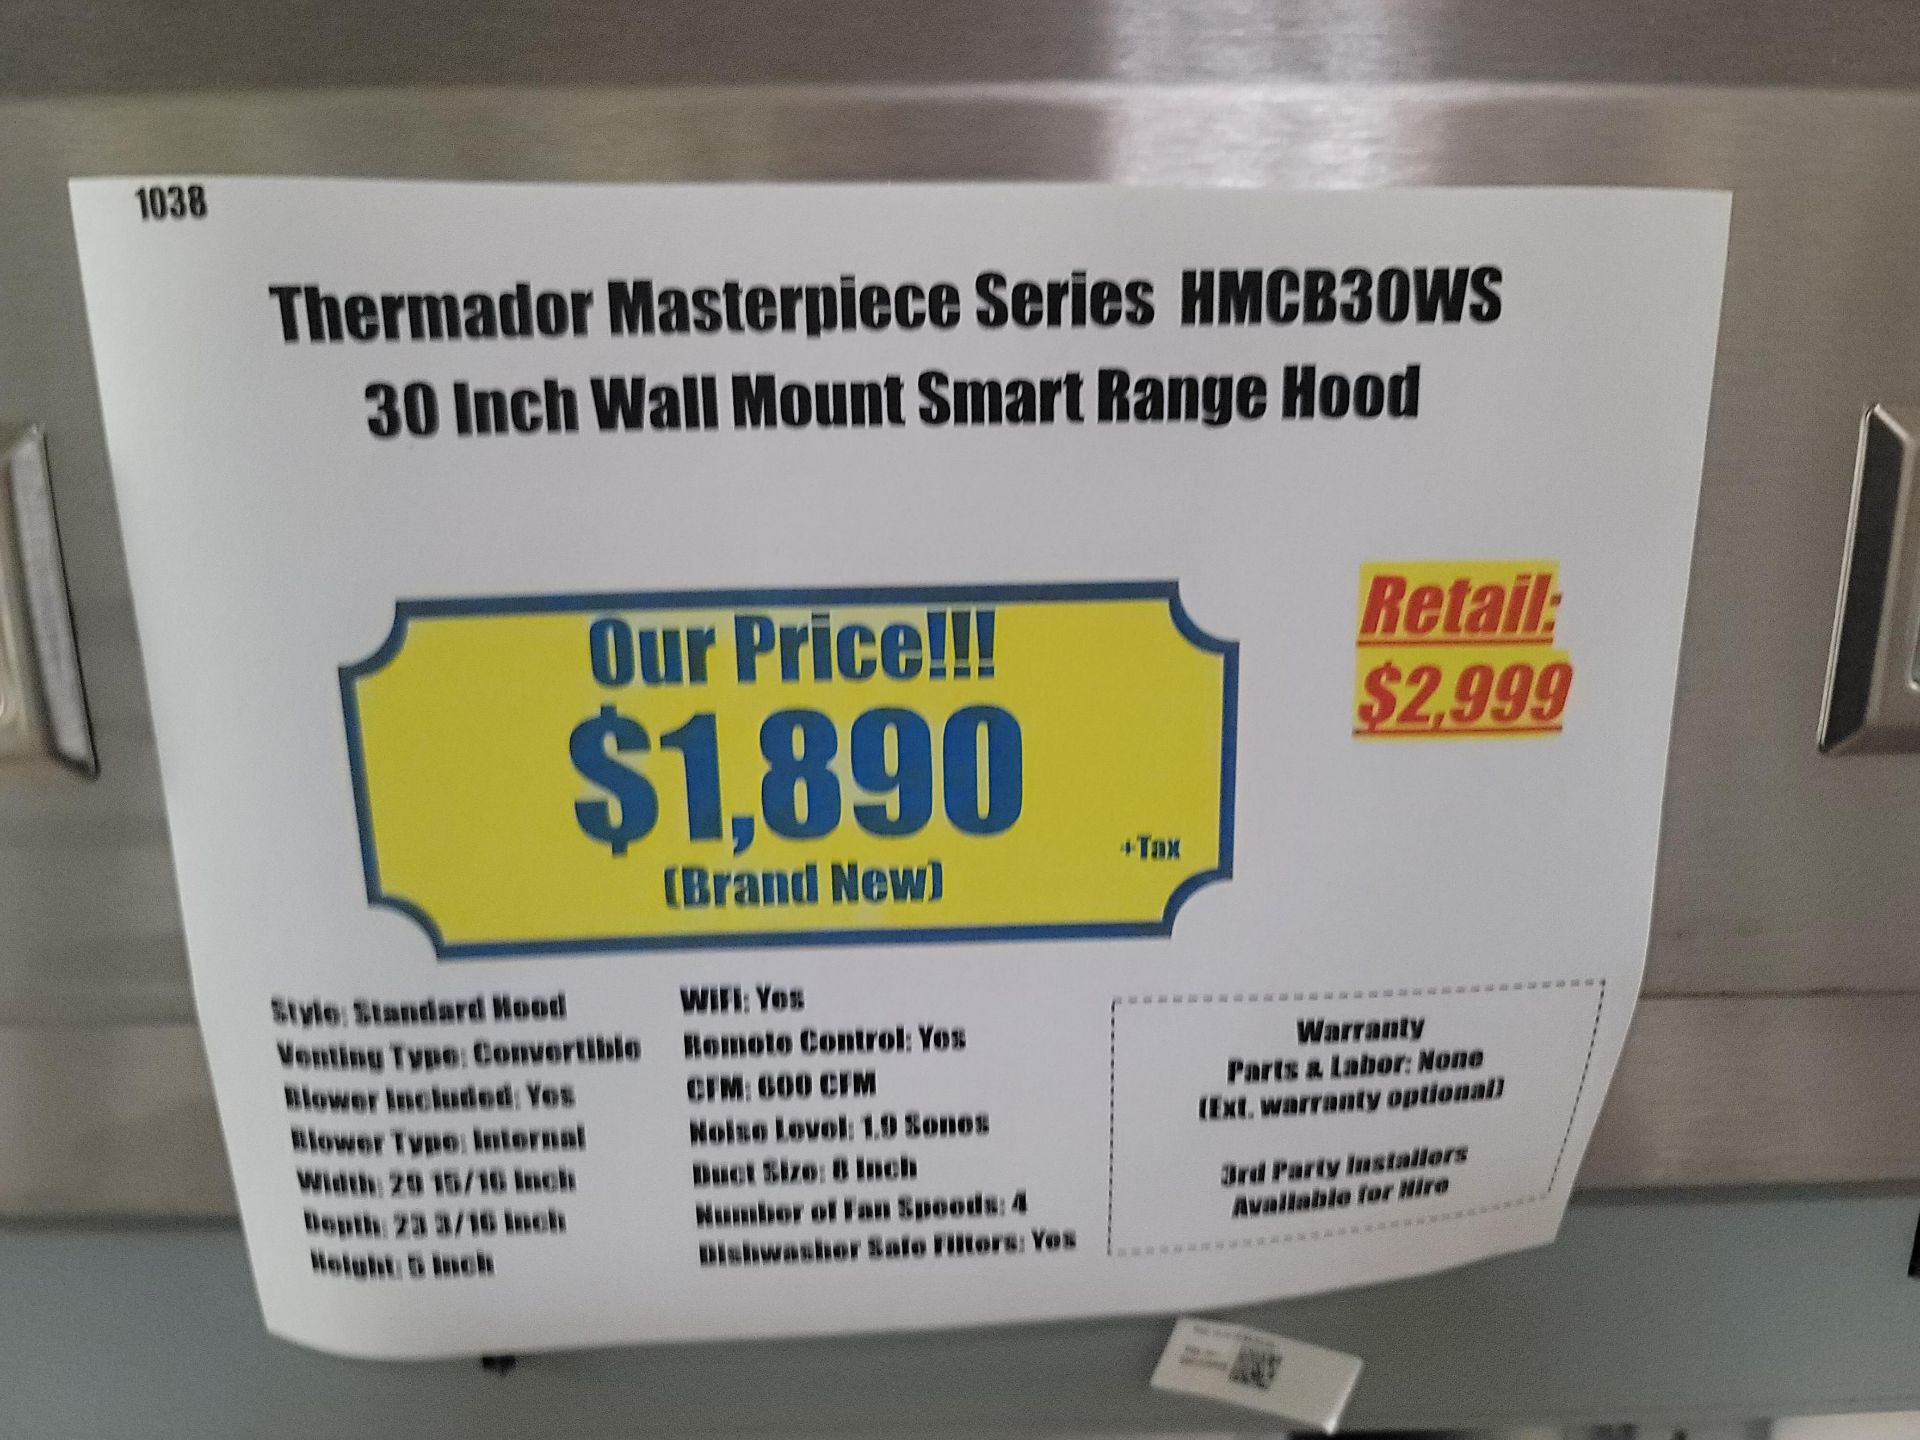 1038
Thermador Masterpiece Series HMCB30WS
30 Inch Wall Mount Smart Range Hood
Our Price!!!
$1,890
+Tax
(Brand New)
Retail:
$2,999
Style: Standard Hood
Venting Type: Convertible
Blower Included: Yes
Blower Type: Internal
Width: 29 15/16 Inch
Depth: 23 3/16 Inch
Height: 5 Inch
WIFI: Yes
Remote Control: Yes
CFM: 600 CFM
Noise Level: 1.9 Sones
Duct Size: 8 Inch
Number of Fan Speeds: 4
Dishwasher Safe Filters: Yes
Warranty
Parts & Labor: None
(Ext. warranty optional)
3rd Party Installers
Available for Hire